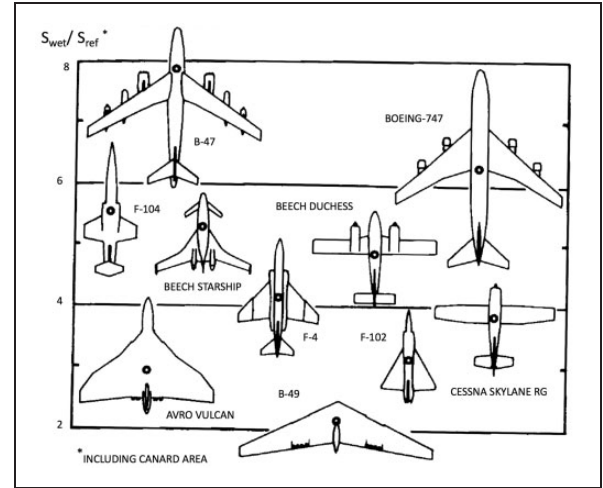 Swet/ Sref *
8
B-47
BOEING-747
6
F-104
BEECH DUCHESS
BEECH STARSHIP
4
F-4
F-102
CESSNA SKYLANE RG
B-49
AVRO VULCAN
2
*INCLUDING CANARD AREA